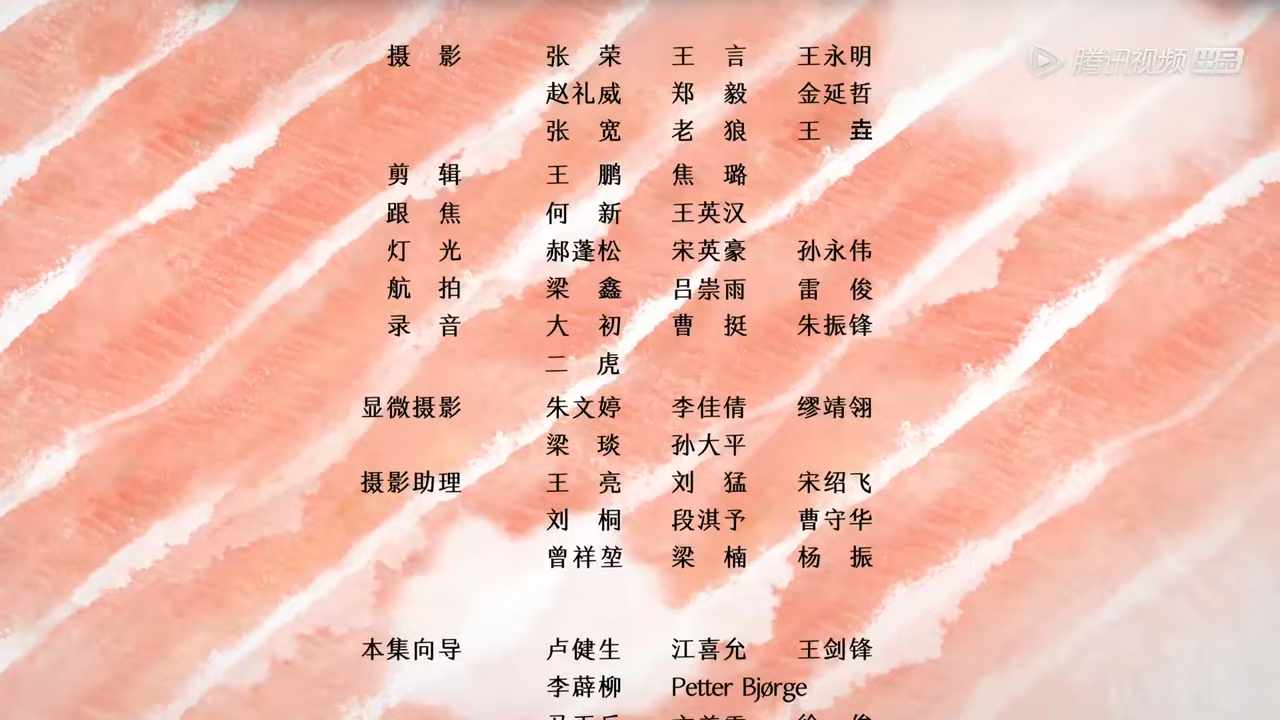 腾讯视频 出品
摄 影 张 荣 王 言 王永明
赵礼威 郑 毅 金延哲
张 宽 老 狼 王 垚
剪 辑 王 鹏 焦 璐
跟 焦 何 新 王英汉
灯 光 郝蓬松 宋英豪 孙永伟
航 拍 梁 鑫 吕崇雨 雷 俊
录 音 大 初 曹 挺 朱振锋
二 虎
显微摄影 朱文婷 李佳倩 缪靖翎
梁 琰 孙大平
摄影助理 王 亮 刘 猛 宋绍飞
刘 桐 段淇予 曹守华
曾祥堃 梁 楠 杨 振
本集向导 卢健生 江喜允 王剑锋
李薜柳 Petter Bjørge